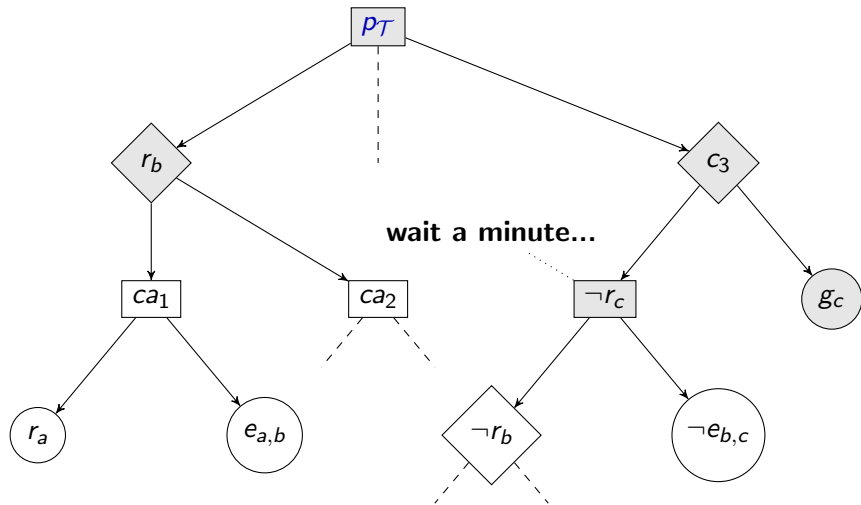 p_𝒯
r_b
c_3
wait a minute...
ca_1
ca_2
¬r_c
g_c
r_a
e_{a,b}
¬r_b
¬e_{b,c}